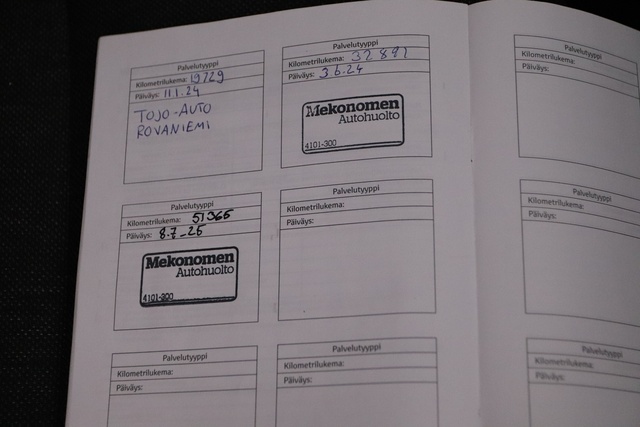 Palvelutyyppi
Kilometrilukema: 19729
Päiväys: 11.1.24
TOJO-AUTO
ROVANIEMI
Palvelutyyppi
Kilometrilukema: 32891
Päiväys: 3.6.24
Mekonomen
Autohuolto
4101-300
Palvelutyyppi
Kilometrilukema:
Päiväys:
Palvelutyyppi
Kilometrilukema: 51365
Päiväys: 8.7-25
Mekonomen
Autohuolto
4101-300
Palvelutyyppi
Kilometrilukema:
Päiväys:
Palvelutyyppi
Kilometrilukema:
Päiväys:
Palvelutyyppi
Kilometrilukema:
Päiväys:
Palvelutyyppi
Kilometrilukema:
Päiväys:
Palvelutyyppi
Kilometrilukema:
Päiväys: